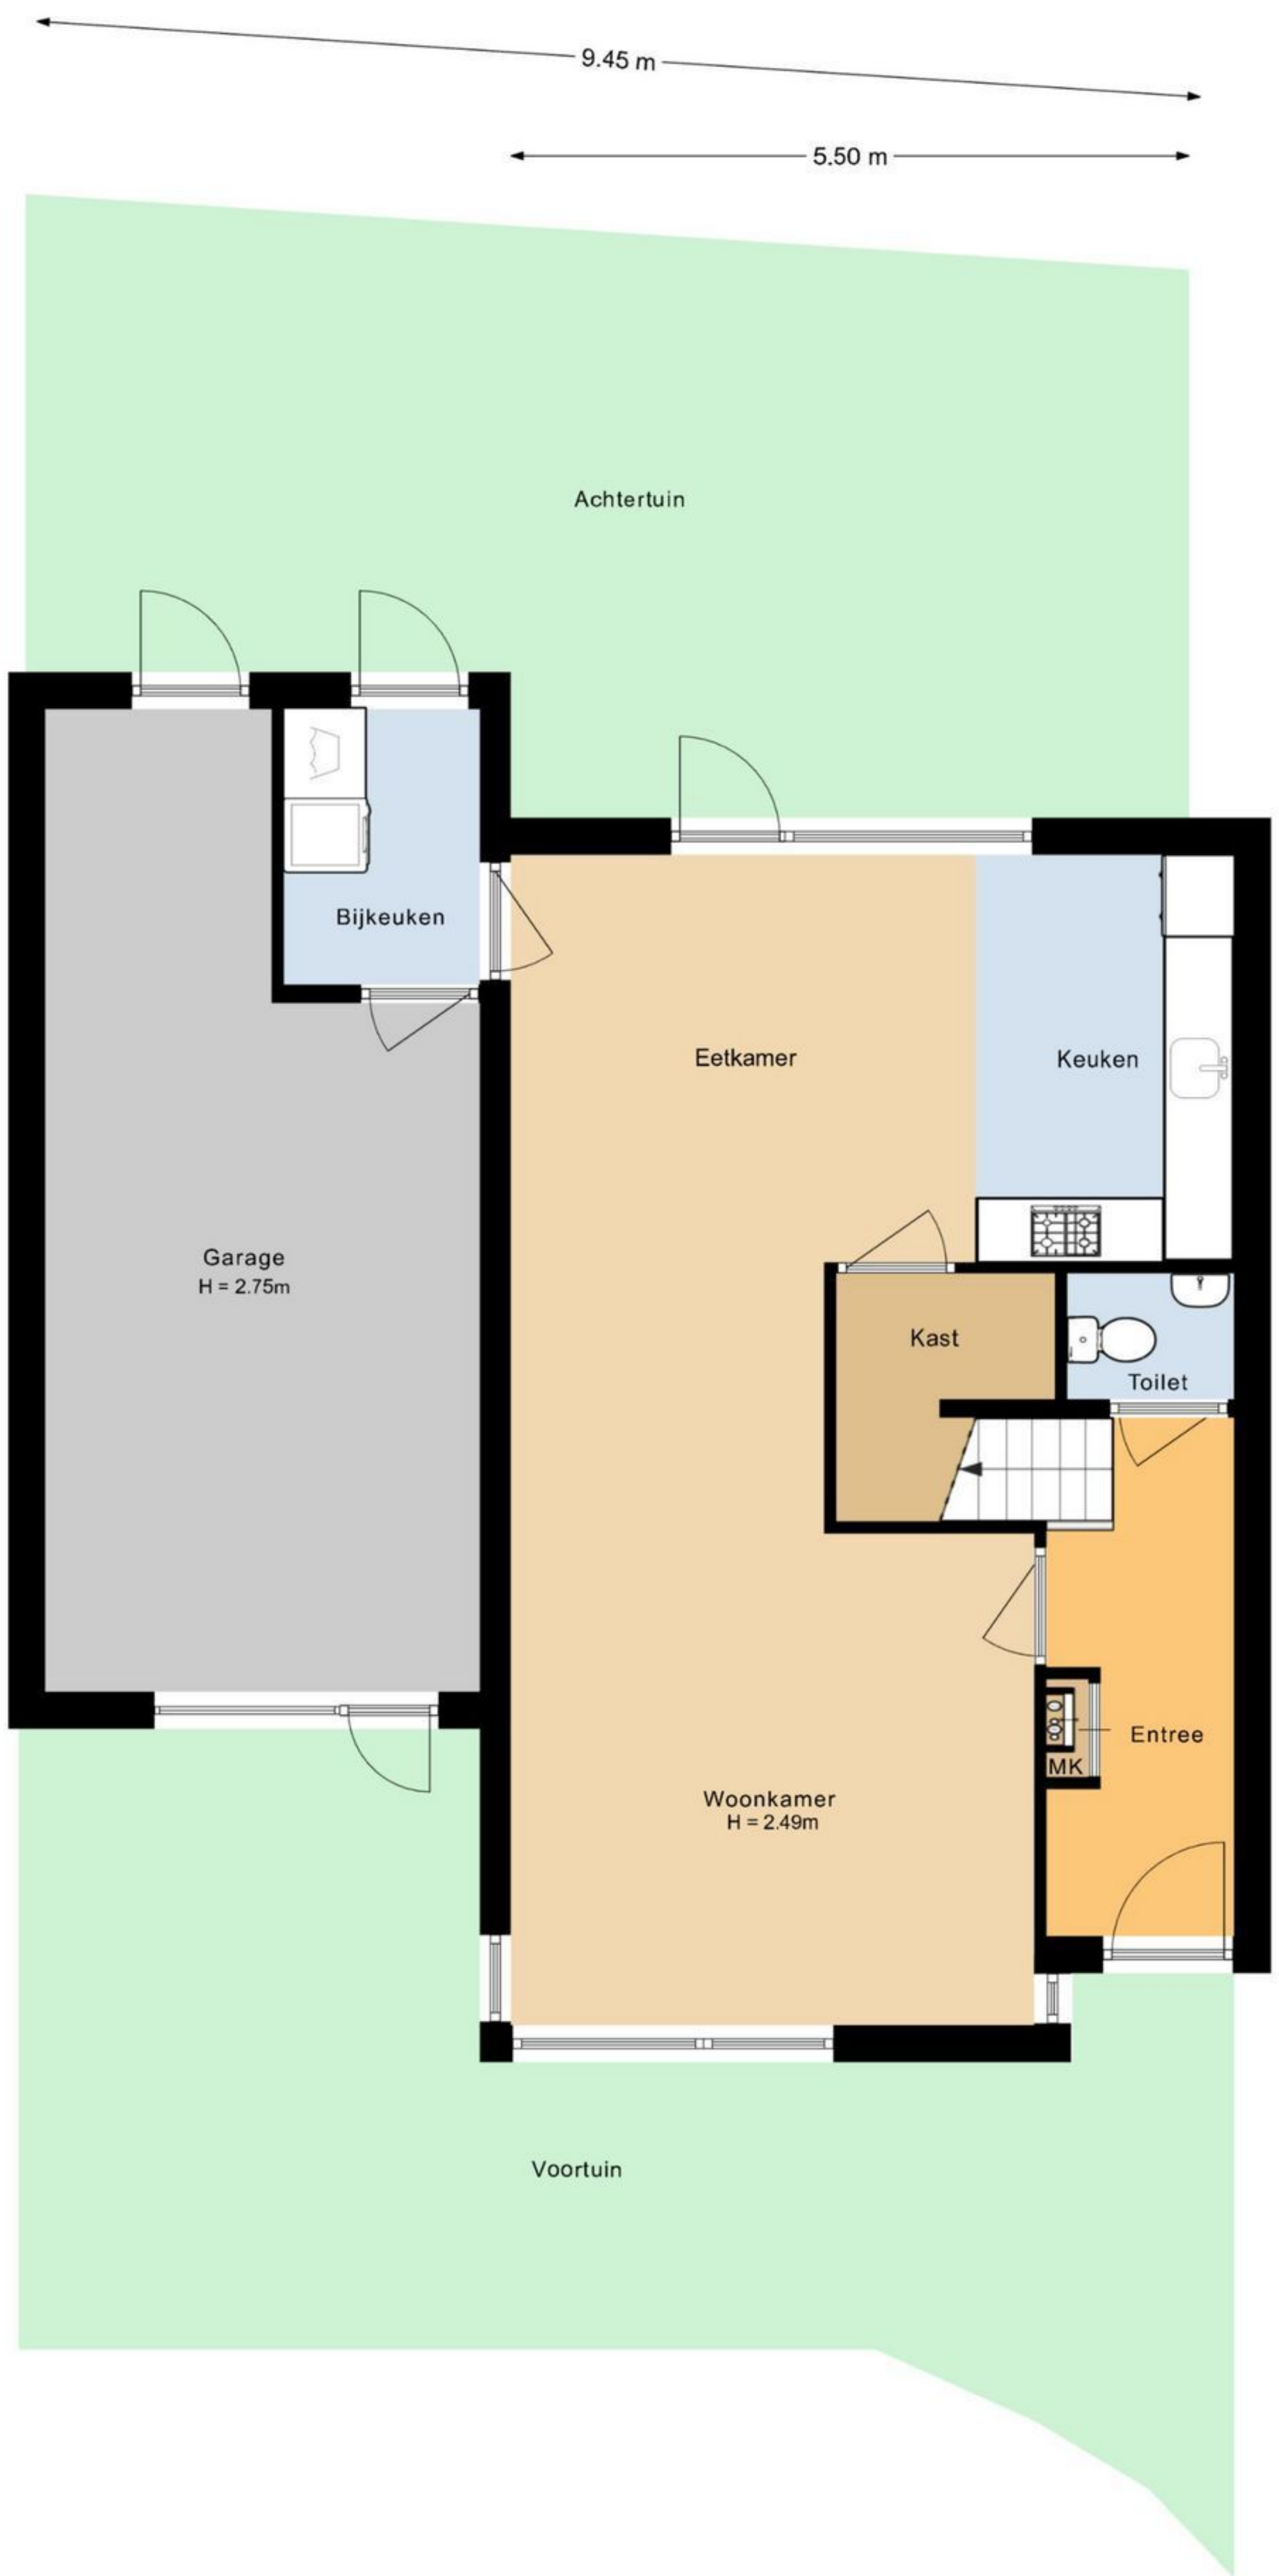 9.45 m
5.50 m
Achtertuin
Bijkeuken
Eetkamer
Keuken
Garage
H = 2.75m
Kast
Toilet
Entree
MK
Woonkamer
H = 2.49m
Voortuin